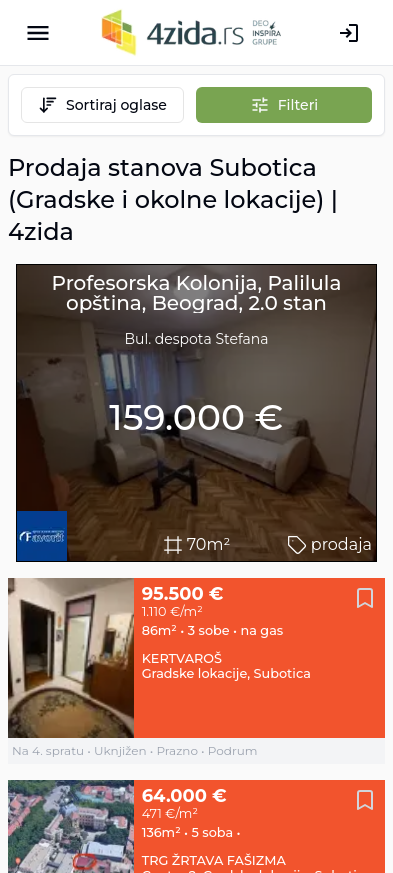 4zida.rs
DEO
INSPIRA
GRUPE
Sortiraj oglase
Filteri
Prodaja stanova Subotica
(Gradske i okolne lokacije) |
4zida
Profesorska Kolonija, Palilula
opština, Beograd, 2.0 stan
Bul. despota Stefana
159.000 €
Favorit
70m²
prodaja
95.500 €
1.110 €/m²
86m² • 3 sobe • na gas
KERTVAROŠ
Gradske lokacije, Subotica
Na 4. spratu • Uknjižen • Prazno • Podrum
64.000 €
471 €/m²
136m² • 5 soba •
TRG ŽRTAVA FAŠIZMA